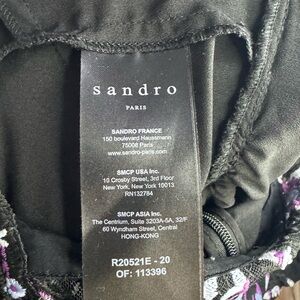 sandro
PARIS
SANDRO FRANCE
150 boulevard Haussmann
75008 Paris
www.sandro-paris.com
SMCP USA Inc.
10 Crosby Street, 3rd Floor
New York, New York 10013
RN132784
SMCP ASIA Inc.
The Centrium, Suite 3203A-5A, 32/F
60 Wyndham Street, Central
HONG-KONG
R20521E - 20
OF: 113396